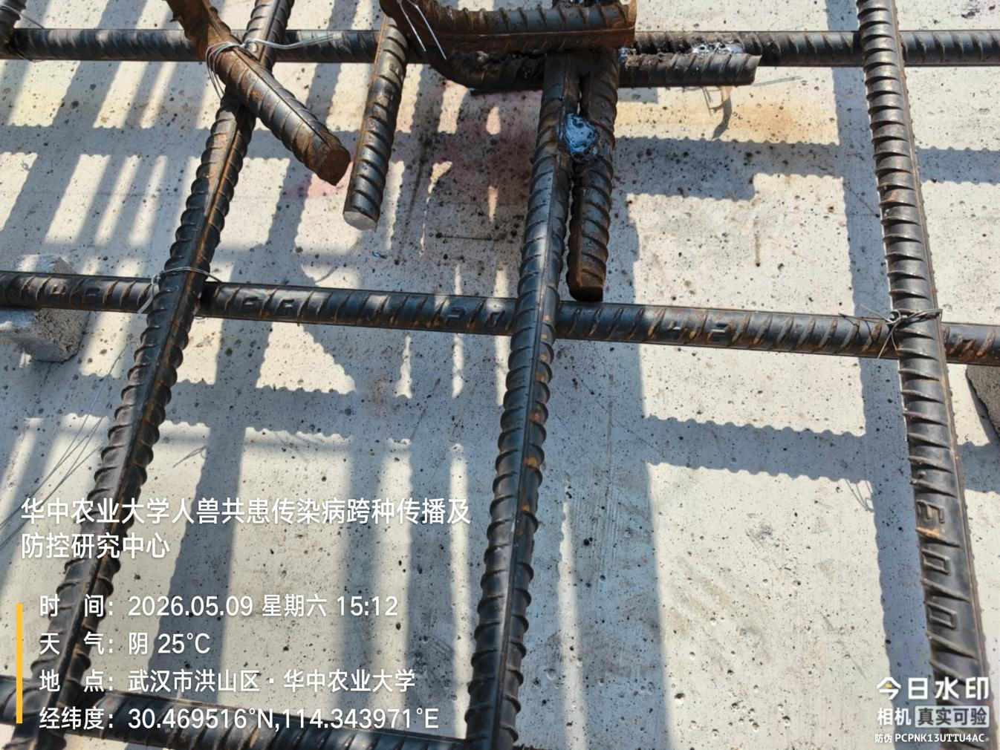 华中农业大学人兽共患传染病跨种传播及
防控研究中心
时 间：2026.05.09 星期六 15:12
天 气：阴 25℃
地 点：武汉市洪山区·华中农业大学
经纬度：30.469516°N,114.343971°E
今日水印
相机 真实可验
防伪 PCPNK13UTTU4AC